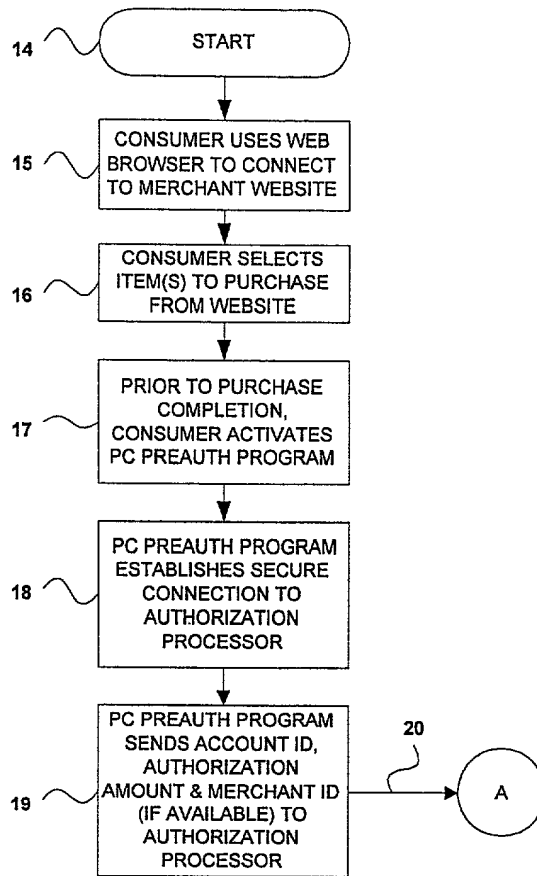 14
START
15
CONSUMER USES WEB
BROWSER TO CONNECT
TO MERCHANT WEBSITE
16
CONSUMER SELECTS
ITEM(S) TO PURCHASE
FROM WEBSITE
17
PRIOR TO PURCHASE
COMPLETION,
CONSUMER ACTIVATES
PC PREAUTH PROGRAM
18
PC PREAUTH PROGRAM
ESTABLISHES SECURE
CONNECTION TO
AUTHORIZATION
PROCESSOR
19
PC PREAUTH PROGRAM
SENDS ACCOUNT ID,
AUTHORIZATION
AMOUNT & MERCHANT ID
(IF AVAILABLE) TO
AUTHORIZATION
PROCESSOR
20
A